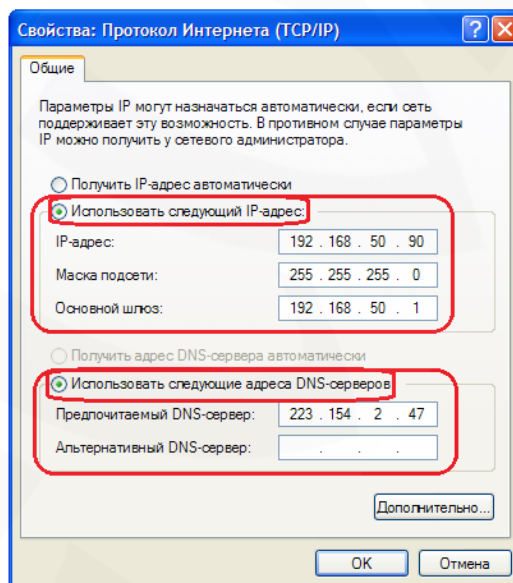 Свойства: Протокол Интернета (TCP/IP)
Общие
Параметры IP могут назначаться автоматически, если сеть
поддерживает эту возможность. В противном случае параметры
IP можно получить у сетевого администратора.
Получить IP-адрес автоматически
Использовать следующий IP-адрес:
IP-адрес: 192 . 168 . 50 . 90
Маска подсети: 255 . 255 . 255 . 0
Основной шлюз: 192 . 168 . 50 . 1
Получить адрес DNS-сервера автоматически
Использовать следующие адреса DNS-серверов
Предпочитаемый DNS-сервер: 223 . 154 . 2 . 47
Альтернативный DNS-сервер: . . .
Дополнительно...
OK Отмена